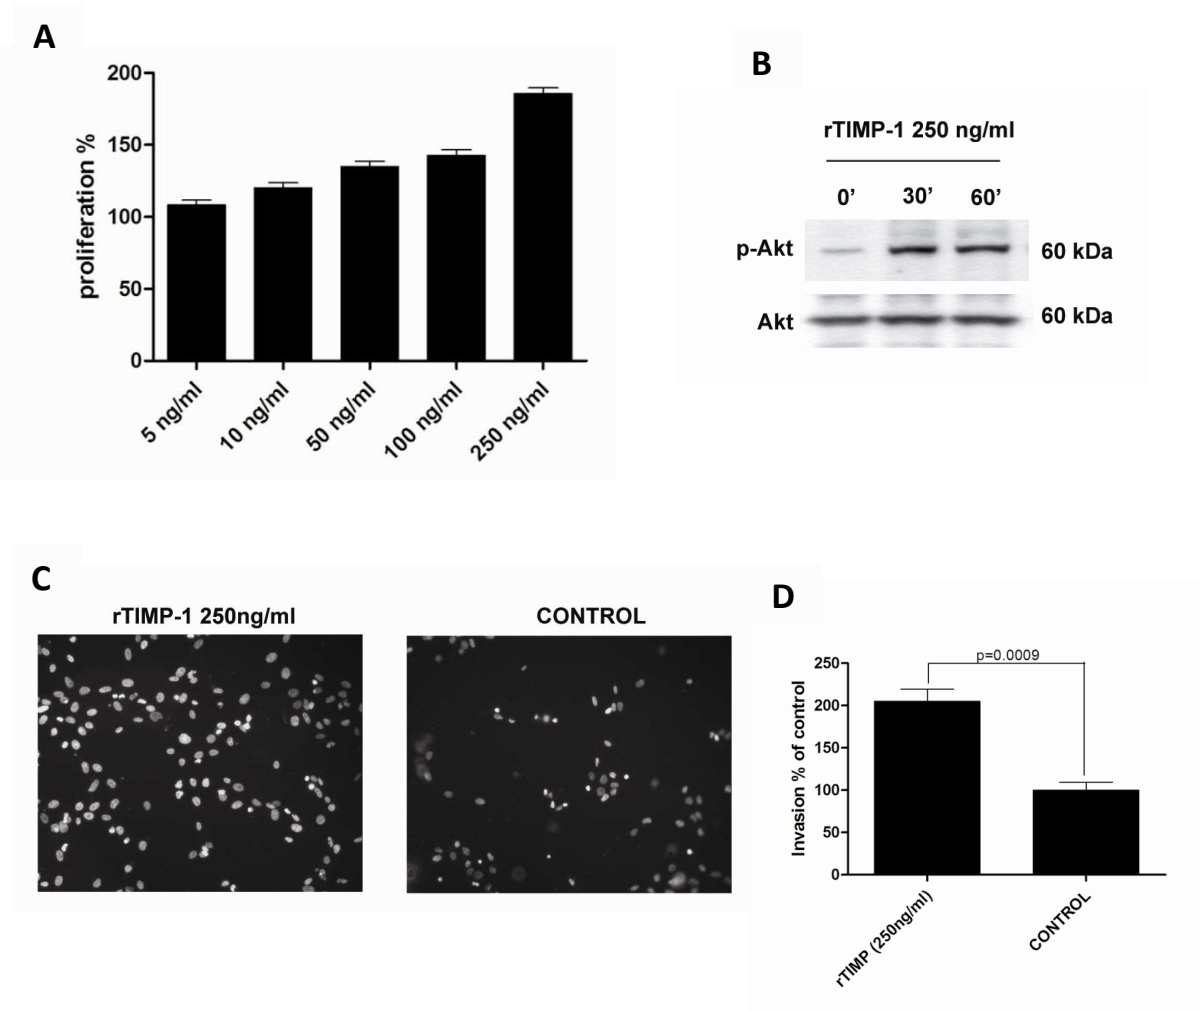 A
200
150
100
50
0
proliferation %
5 ng/ml
10 ng/ml
50 ng/ml
100 ng/ml
250 ng/ml
B
rTIMP-1 250 ng/ml
0’ 30’ 60’
p-Akt 60 kDa
Akt 60 kDa
C
rTIMP-1 250ng/ml
CONTROL
D
p=0.0009
250
200
150
100
50
0
Invasion % of control
rTIMP (250ng/ml)
CONTROL